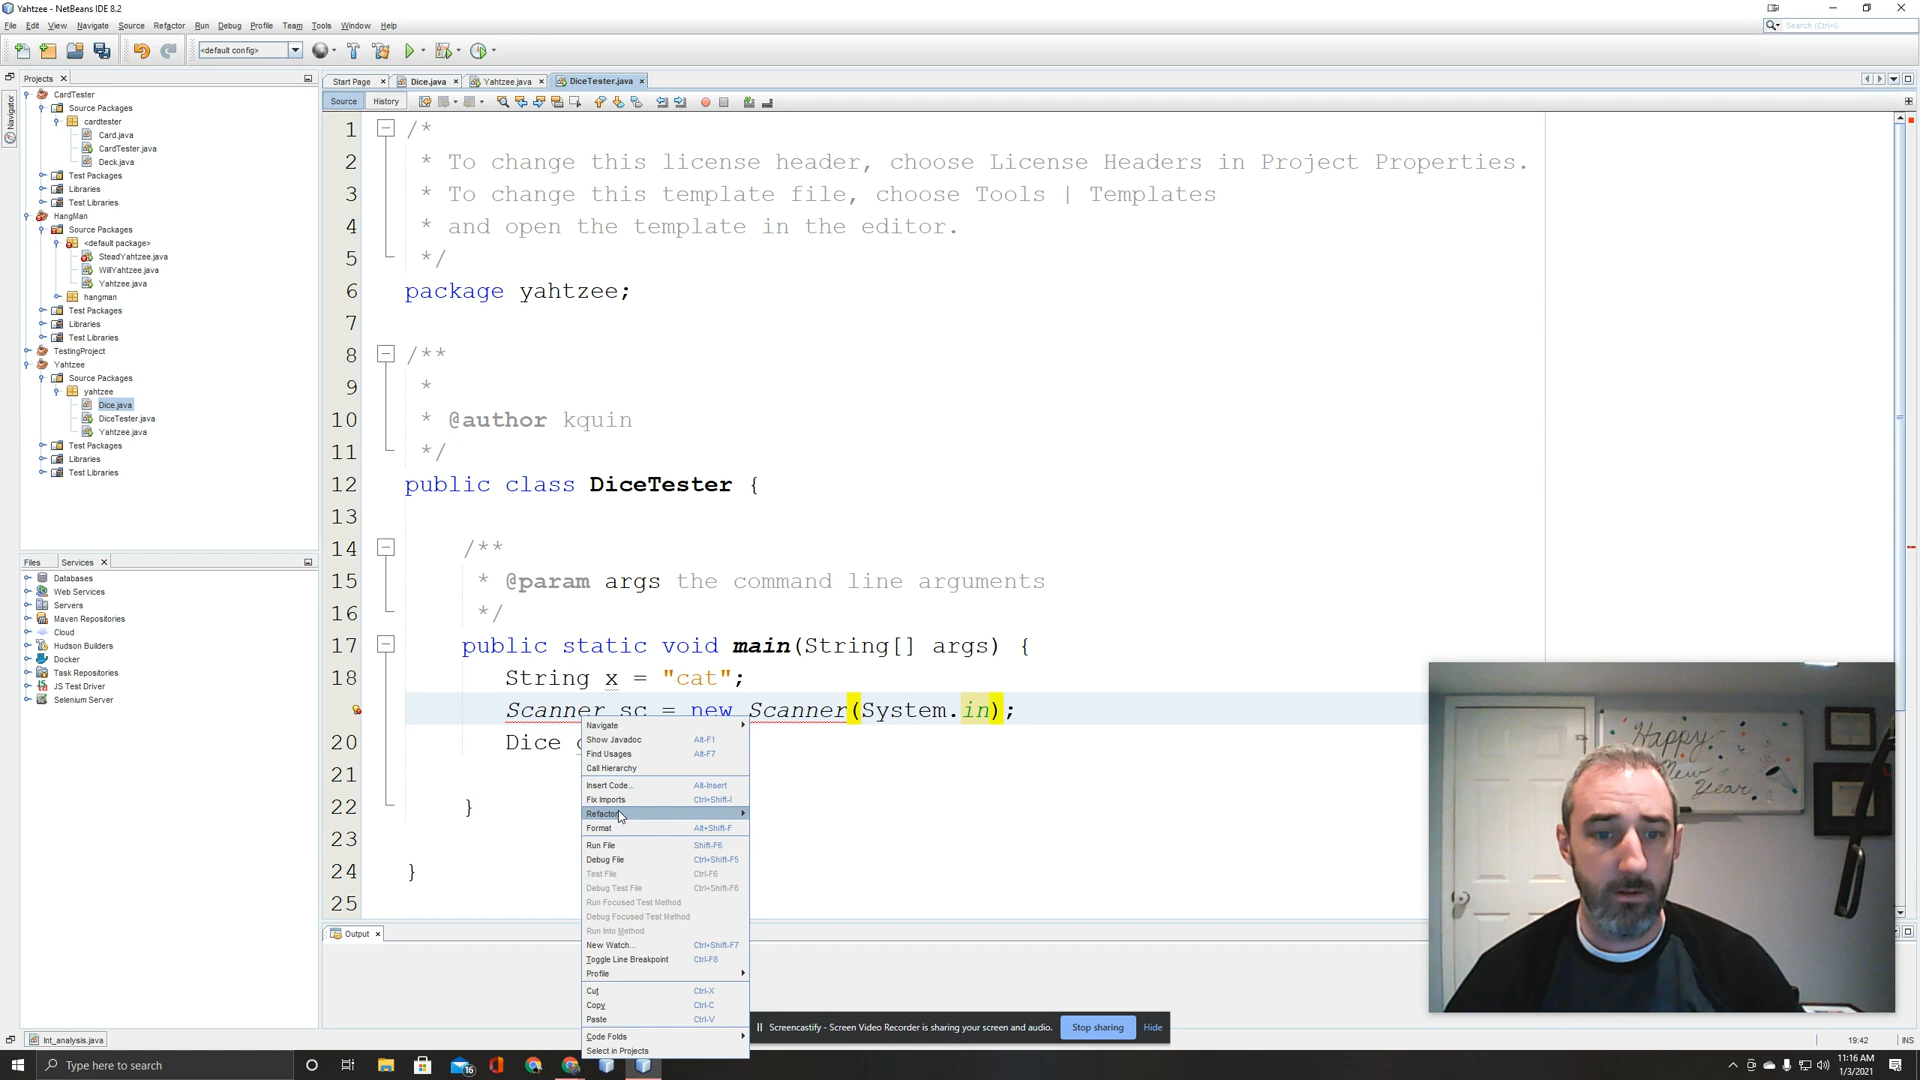 Yahtzee - NetBeans IDE 8.2
File Edit View Navigate Source Refactor Run Debug Profile Team Tools Window Help
Search (Ctrl+I)
<default config>
Projects
Start Page Dice.java Yahtzee.java DiceTester.java
Source History
Navigator
CardTester
Source Packages
cardtester
Card.java
CardTester.java
Deck.java
Test Packages
Libraries
Test Libraries
HangMan
Source Packages
<default package>
SteadYahtzee.java
WillYahtzee.java
Yahtzee.java
hangman
Test Packages
Libraries
Test Libraries
TestingProject
Yahtzee
Source Packages
yahtzee
Dice.java
DiceTester.java
Yahtzee.java
Test Packages
Libraries
Test Libraries
Files Services
Databases
Web Services
Servers
Maven Repositories
Cloud
Hudson Builders
Docker
Task Repositories
JS Test Driver
Selenium Server
1 /*
2 * To change this license header, choose License Headers in Project Properties.
3 * To change this template file, choose Tools | Templates
4 * and open the template in the editor.
5 */
6 package yahtzee;
7
8 /**
9 *
10 * @author kquin
11 */
12 public class DiceTester {
13
14 /**
15 * @param args the command line arguments
16 */
17 public static void main(String[] args) {
18 String x = "cat";
Scanner sc = new Scanner(System.in);
20 Dice
21
22 }
23
24 }
25
Navigate
Show Javadoc Alt-F1
Find Usages Alt-F7
Call Hierarchy
Insert Code... Alt-Insert
Fix Imports Ctrl+Shift-I
Refactor
Format Alt+Shift-F
Run File Shift-F6
Debug File Ctrl+Shift-F5
Test File Ctrl-F6
Debug Test File Ctrl+Shift-F6
Run Focused Test Method
Debug Focused Test Method
Run Into Method
New Watch... Ctrl+Shift-F7
Toggle Line Breakpoint Ctrl-F8
Profile
Cut Ctrl-X
Copy Ctrl-C
Paste Ctrl-V
Code Folds
Select in Projects
Output
Happy
New
Year
Screencastify - Screen Video Recorder is sharing your screen and audio. Stop sharing Hide
Int_analysis.java
19:42 INS
Type here to search
16
11:16 AM
1/3/2021